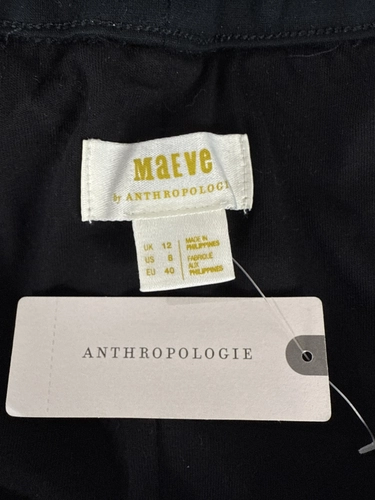 MAEVE
by ANTHROPOLOGIE
UK 12
US 8
EU 40
MADE IN
PHILIPPINES
FABRIQUÉ
AUX
PHILIPPINES
ANTHROPOLOGIE